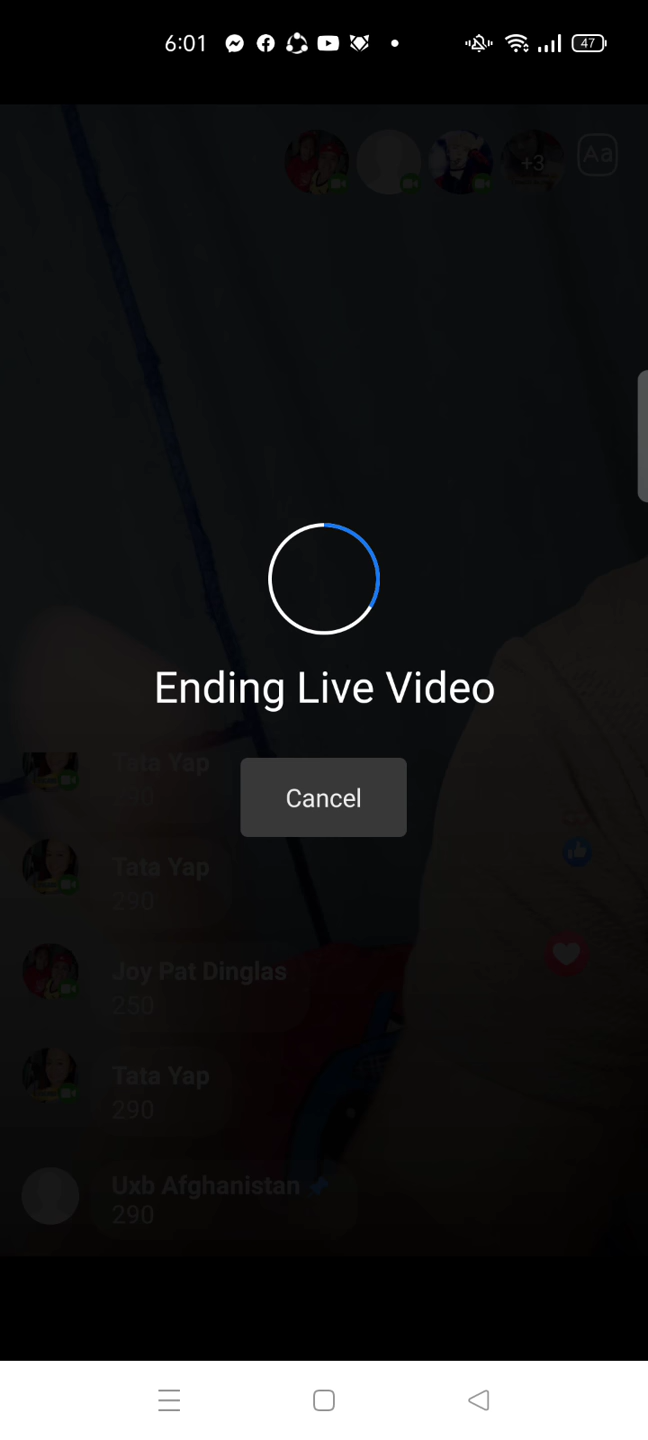 6:01
47
+3
Aa
Ending Live Video
Cancel
Tata Yap
290
Tata Yap
290
Joy Pat Dinglas
250
Tata Yap
290
Uxb Afghanistan
290